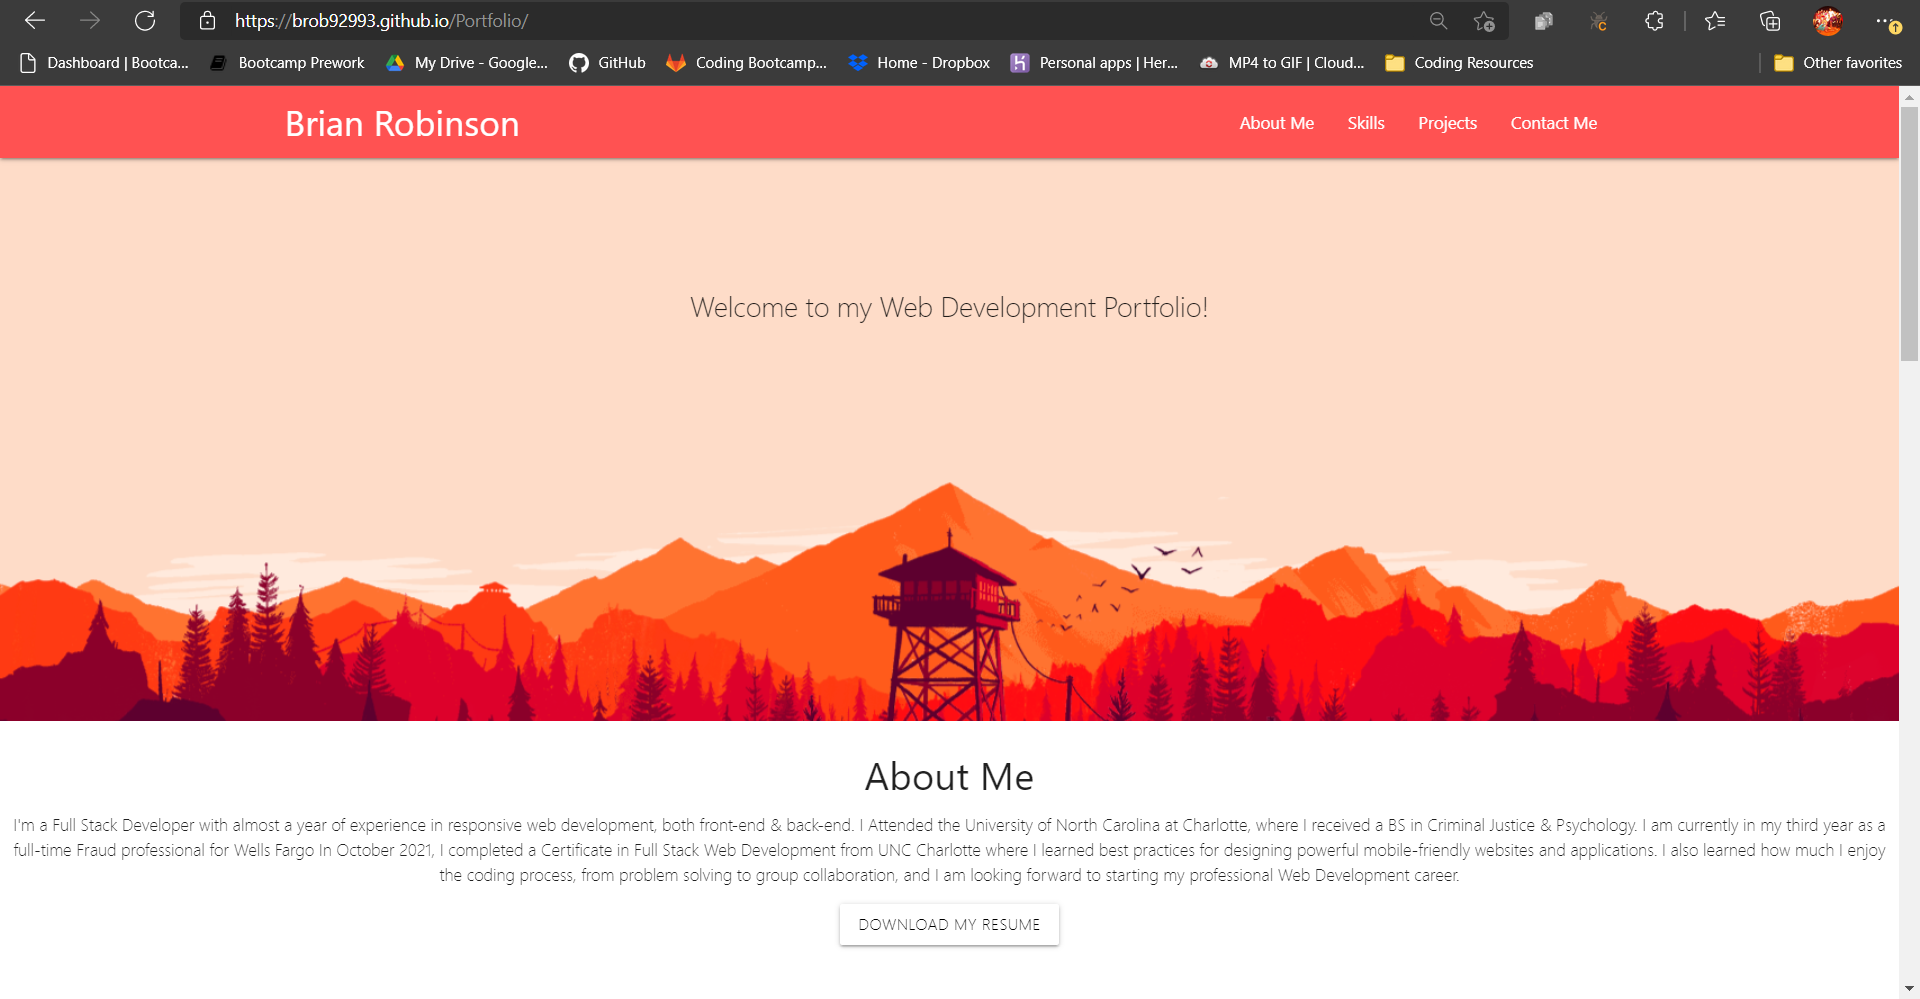 https://brob92993.github.io/Portfolio/
Dashboard | Bootca... Bootcamp Prework My Drive - Google... GitHub Coding Bootcamp... Home - Dropbox Personal apps | Her... MP4 to GIF | Cloud... Coding Resources Other favorites
Brian Robinson About Me Skills Projects Contact Me
Welcome to my Web Development Portfolio!
About Me
I'm a Full Stack Developer with almost a year of experience in responsive web development, both front-end & back-end. I Attended the University of North Carolina at Charlotte, where I received a BS in Criminal Justice & Psychology. I am currently in my third year as a
full-time Fraud professional for Wells Fargo In October 2021, I completed a Certificate in Full Stack Web Development from UNC Charlotte where I learned best practices for designing powerful mobile-friendly websites and applications. I also learned how much I enjoy
the coding process, from problem solving to group collaboration, and I am looking forward to starting my professional Web Development career.
DOWNLOAD MY RESUME